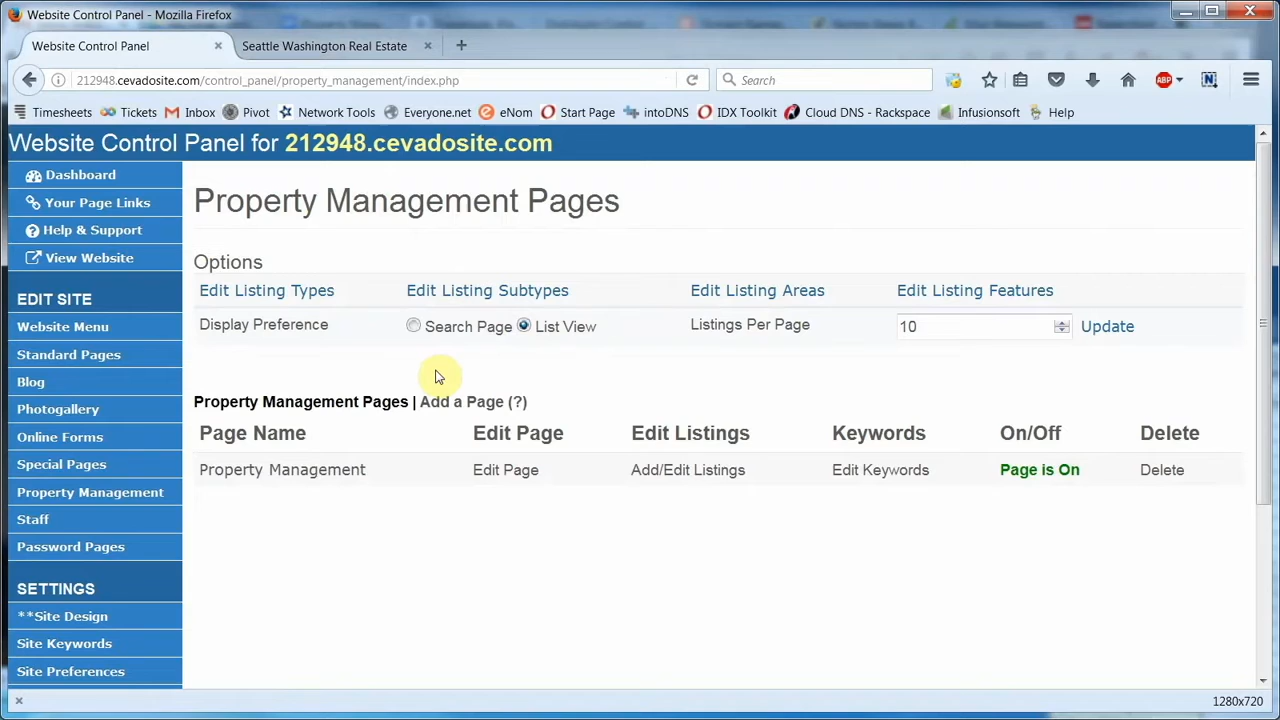 Website Control Panel - Mozilla Firefox
Website Control Panel × Seattle Washington Real Estate × +
212948.cevadosite.com/control_panel/property_management/index.php Search ABP N
Timesheets Tickets Inbox Pivot Network Tools Everyone.net eNom Start Page intoDNS IDX Toolkit Cloud DNS - Rackspace Infusionsoft Help
Website Control Panel for 212948.cevadosite.com
Dashboard
Your Page Links
Help & Support
View Website
EDIT SITE
Website Menu
Standard Pages
Blog
Photogallery
Online Forms
Special Pages
Property Management
Staff
Password Pages
SETTINGS
**Site Design
Site Keywords
Site Preferences
Property Management Pages
Options
Edit Listing Types Edit Listing Subtypes Edit Listing Areas Edit Listing Features
Display Preference Search Page List View Listings Per Page 10 Update
Property Management Pages | Add a Page (?)
Page Name Edit Page Edit Listings Keywords On/Off Delete
Property Management Edit Page Add/Edit Listings Edit Keywords Page is On Delete
× 1280x720